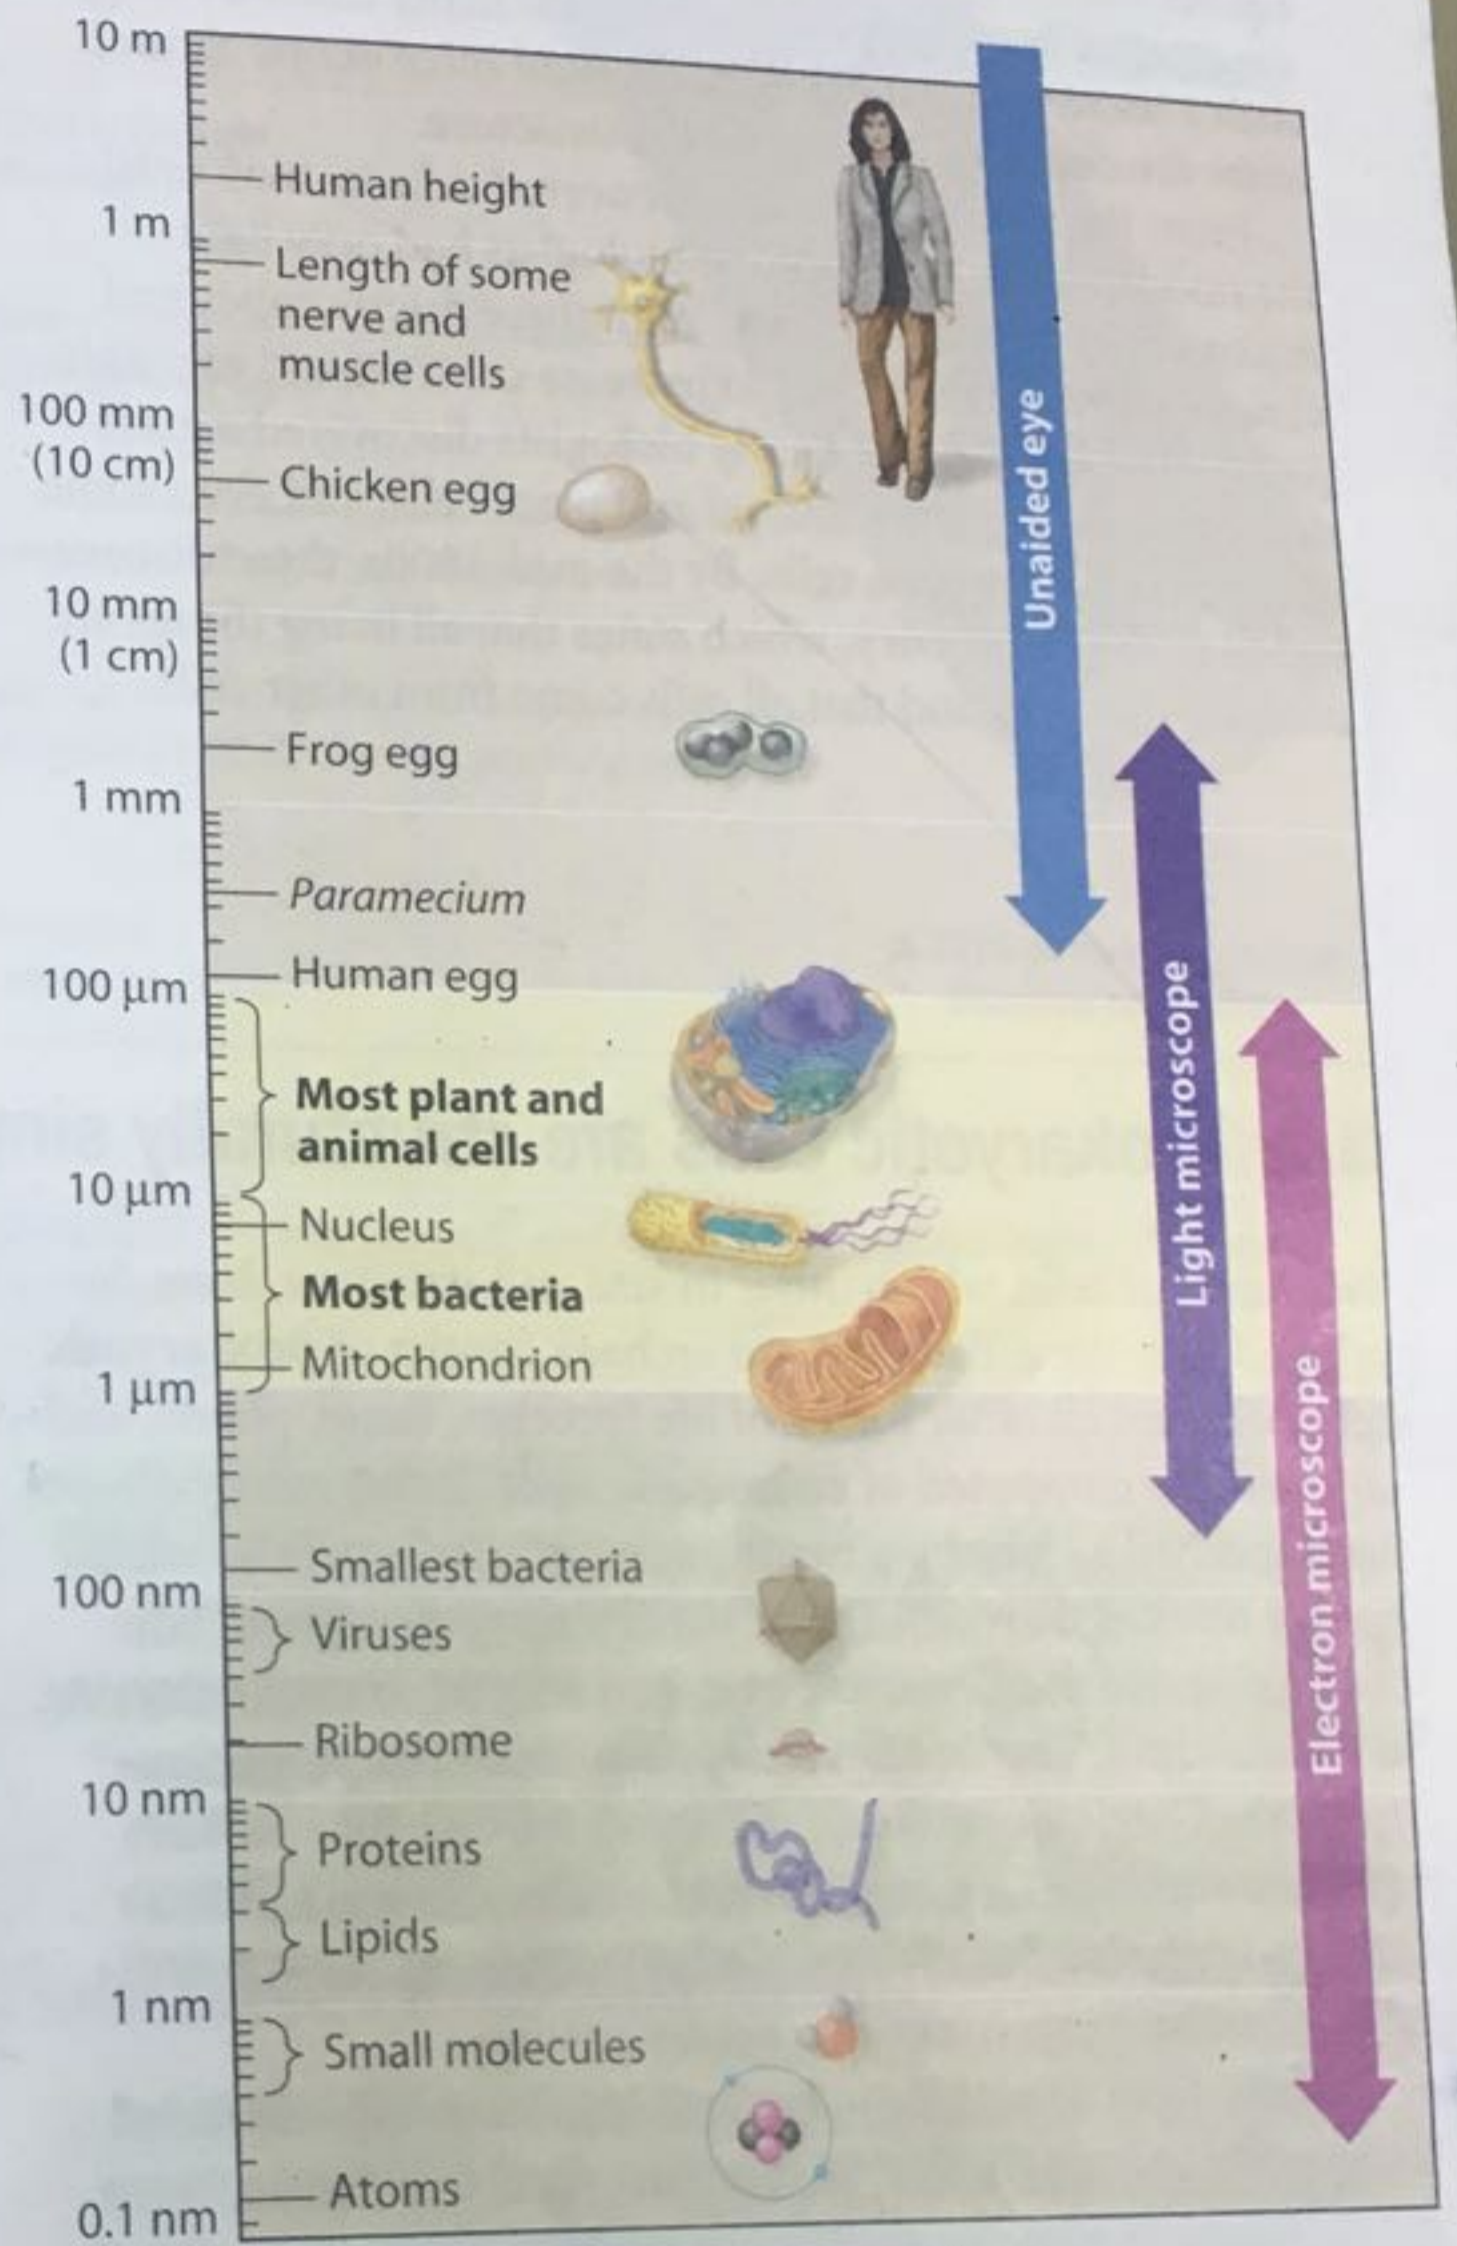 10 m
Human height
1 m
Length of some
nerve and
muscle cells
100 mm
(10 cm)
Chicken egg
Unaided eye
10 mm
(1 cm)
Frog egg
1 mm
Paramecium
Human egg
100 µm
Most plant and
animal cells
Light microscope
10 µm
Nucleus
Most bacteria
Mitochondrion
1 µm
Electron microscope
Smallest bacteria
100 nm
Viruses
Ribosome
10 nm
Proteins
Lipids
1 nm
Small molecules
Atoms
0.1 nm